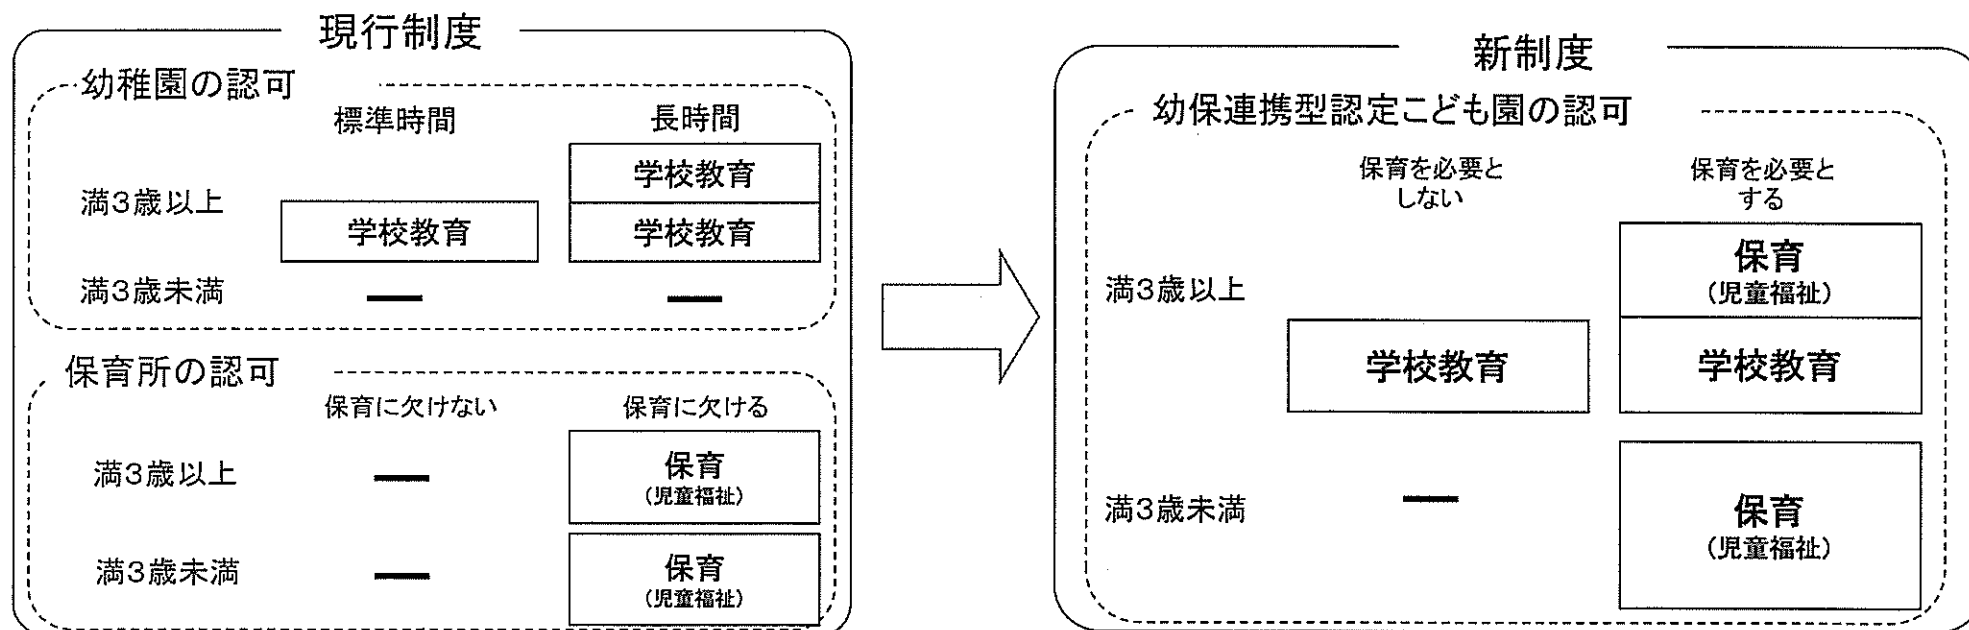 現行制度
幼稚園の認可
標準時間 長時間
学校教育
満3歳以上
学校教育 学校教育
満3歳未満 ― ―
保育所の認可
保育に欠けない 保育に欠ける
満3歳以上 ― 保育
(児童福祉)
満3歳未満 ― 保育
(児童福祉)
新制度
幼保連携型認定こども園の認可
保育を必要と
しない
保育を必要と
する
満3歳以上
保育
(児童福祉)
学校教育 学校教育
満3歳未満 ― 保育
(児童福祉)